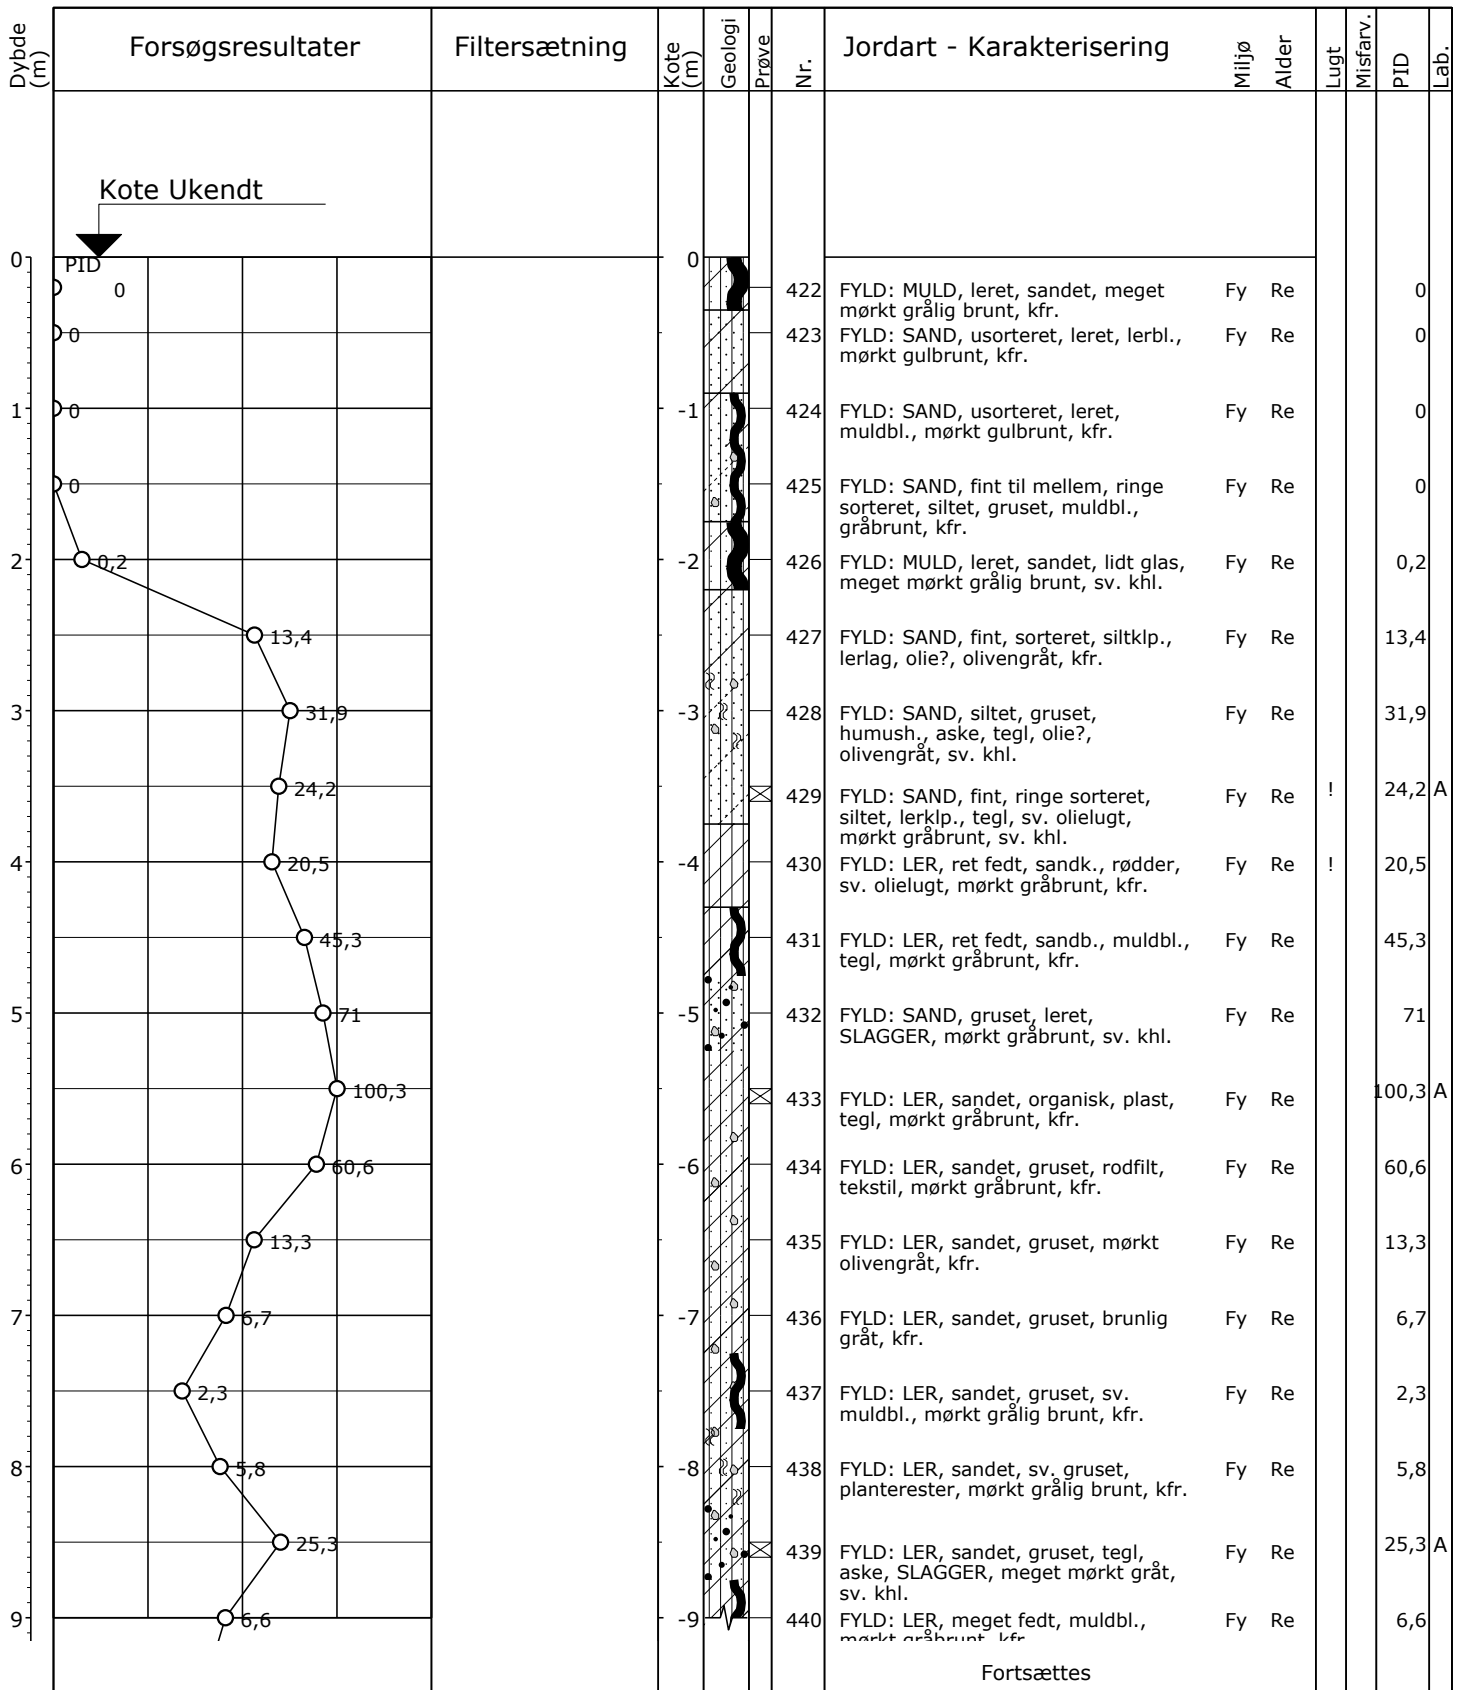 Dybde (m)
Forsøgsresultater
Filtersætning
Kote (m)
Geologi
Prøve
Nr.
Jordart - Karakterisering
Miljø
Alder
Lugt
Misfarv.
PID
Lab.
Kote Ukendt
PID
0 0 0 422 FYLD: MULD, leret, sandet, meget Fy Re 0
mørkt grålig brunt, kfr.
0 423 FYLD: SAND, usorteret, leret, lerbl., Fy Re 0
mørkt gulbrunt, kfr.
1 0 -1 424 FYLD: SAND, usorteret, leret, Fy Re 0
muldbl., mørkt gulbrunt, kfr.
0 425 FYLD: SAND, fint til mellem, ringe Fy Re 0
sorteret, siltet, gruset, muldbl.,
gråbrunt, kfr.
2 0,2 -2 426 FYLD: MULD, leret, sandet, lidt glas, Fy Re 0,2
meget mørkt grålig brunt, sv. khl.
13,4 427 FYLD: SAND, fint, sorteret, siltklp., Fy Re 13,4
lerlag, olie?, olivengråt, kfr.
3 31,9 -3 428 FYLD: SAND, siltet, gruset, Fy Re 31,9
humush., aske, tegl, olie?,
olivengråt, sv. khl.
24,2 429 FYLD: SAND, fint, ringe sorteret, Fy Re ! 24,2 A
siltet, lerklp., tegl, sv. olielugt,
mørkt gråbrunt, sv. khl.
4 20,5 -4 430 FYLD: LER, ret fedt, sandk., rødder, Fy Re ! 20,5
sv. olielugt, mørkt gråbrunt, kfr.
45,3 431 FYLD: LER, ret fedt, sandb., muldbl., Fy Re 45,3
tegl, mørkt gråbrunt, kfr.
5 71 -5 432 FYLD: SAND, gruset, leret, Fy Re 71
SLAGGER, mørkt gråbrunt, sv. khl.
100,3 433 FYLD: LER, sandet, organisk, plast, Fy Re 100,3 A
tegl, mørkt gråbrunt, kfr.
6 60,6 -6 434 FYLD: LER, sandet, gruset, rodfilt, Fy Re 60,6
tekstil, mørkt gråbrunt, kfr.
13,3 435 FYLD: LER, sandet, gruset, mørkt Fy Re 13,3
olivengråt, kfr.
7 6,7 -7 436 FYLD: LER, sandet, gruset, brunlig Fy Re 6,7
gråt, kfr.
2,3 437 FYLD: LER, sandet, gruset, sv. Fy Re 2,3
muldbl., mørkt grålig brunt, kfr.
8 5,8 -8 438 FYLD: LER, sandet, sv. gruset, Fy Re 5,8
planterester, mørkt grålig brunt, kfr.
25,3 439 FYLD: LER, sandet, gruset, tegl, Fy Re 25,3 A
aske, SLAGGER, meget mørkt gråt,
sv. khl.
9 6,6 -9 440 FYLD: LER, meget fedt, muldbl., Fy Re 6,6
mørkt gråbrunt, kfr.
Fortsættes